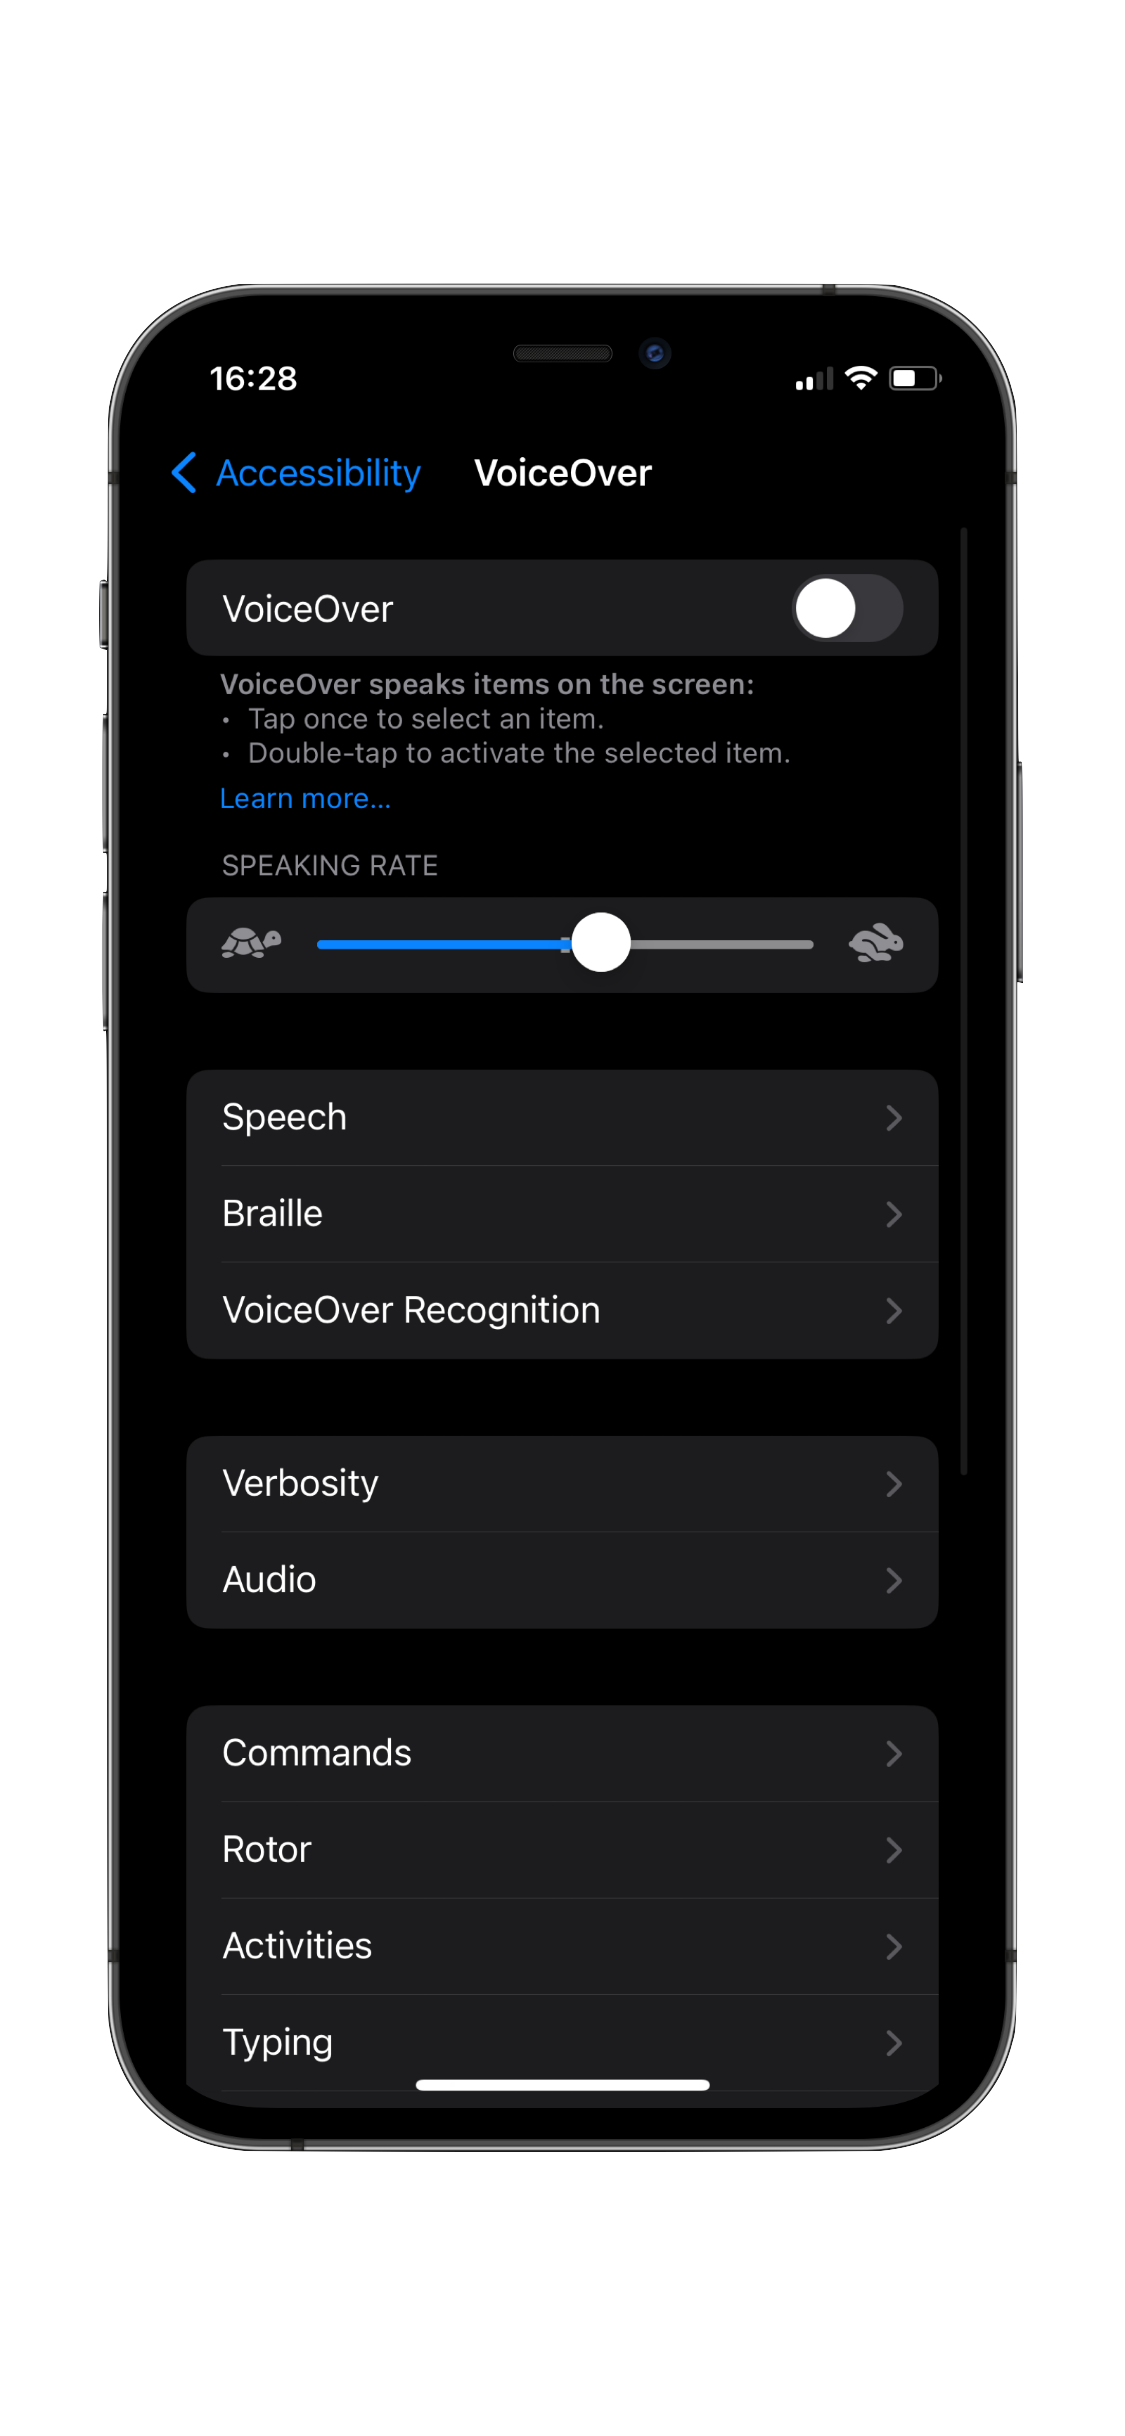 16:28
Accessibility VoiceOver
VoiceOver
VoiceOver speaks items on the screen:
• Tap once to select an item.
• Double-tap to activate the selected item.
Learn more...
SPEAKING RATE
Speech
Braille
VoiceOver Recognition
Verbosity
Audio
Commands
Rotor
Activities
Typing